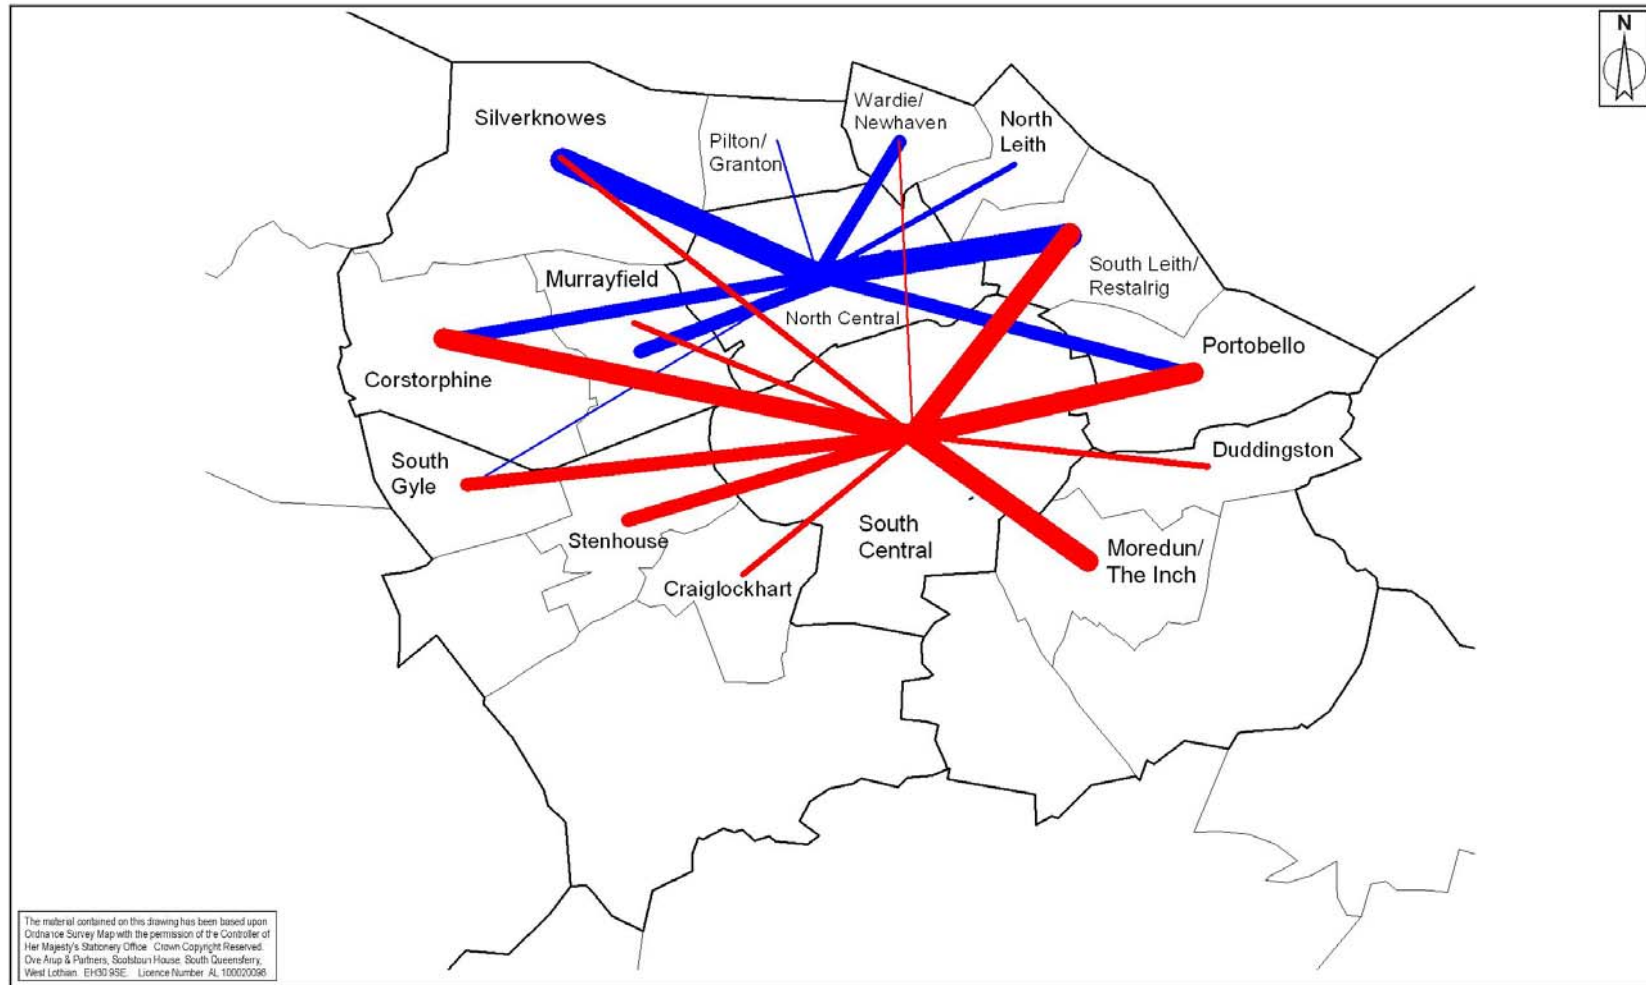 N
Wardie/
Newhaven
North
Leith
Silverknowes
Pilton/
Granton
South Leith/
Restalrig
Murrayfield
North Central
Portobello
Corstorphine
Duddingston
South
Gyle
South
Central
Stenhouse
Moredun/
The Inch
Craiglockhart
The material contained on this drawing has been based upon
Ordnance Survey Map with the permission of the Controller of
Her Majesty's Stationery Office. Crown Copyright Reserved.
Ove Arup & Partners, Scotstoun House, South Queensferry,
West Lothian. EH30 9SE. Licence Number AL 100020098